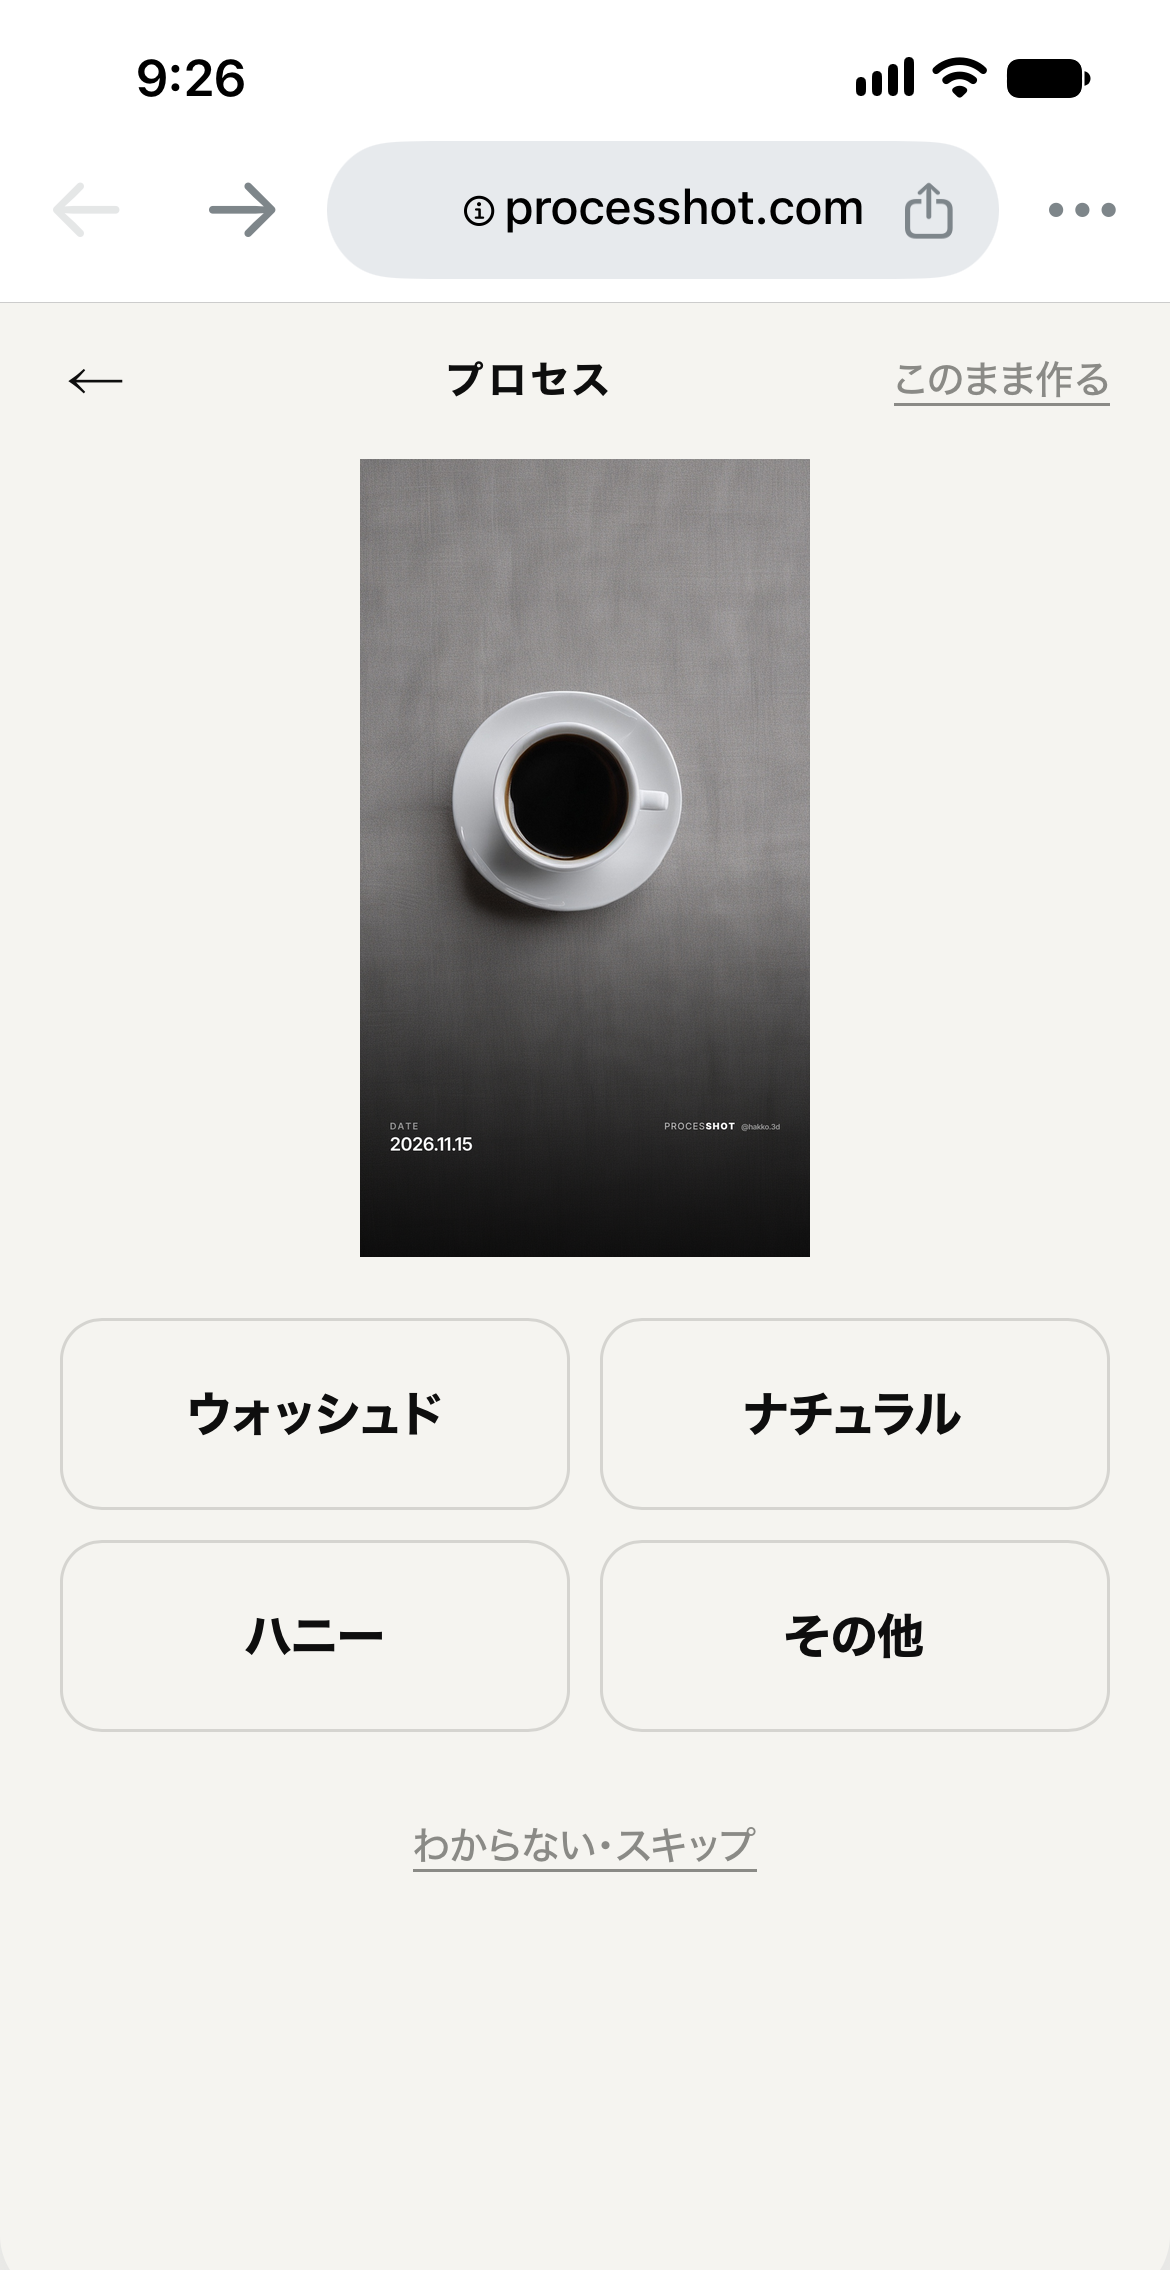 9:26
processhot.com
プロセス
このまま作る
DATE
2026.11.15
PROCESSHOT @hakko.3d
ウォッシュド
ナチュラル
ハニー
その他
わからない・スキップ